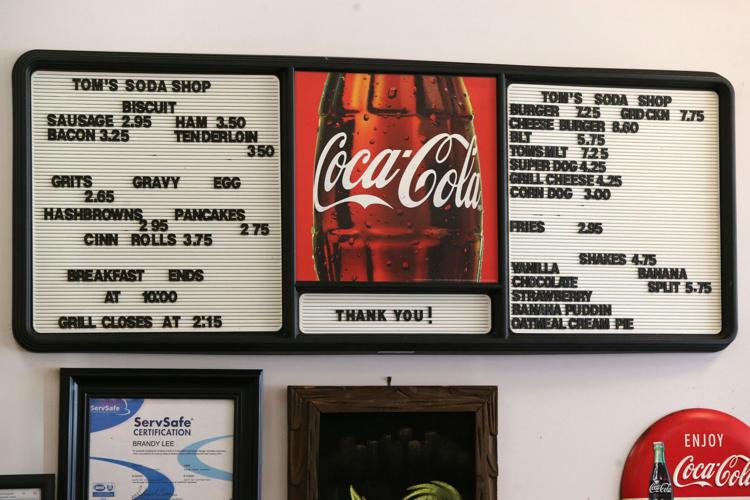 TOM'S SODA SHOP
BISCUIT
SAUSAGE 2.95 HAM 3.50
BACON 3.25 TENDERLOIN
3 50
GRITS GRAVY EGG
2.65
HASHBROWNS PANCAKES
2 95 2 75
CINN ROLLS 3.75
BREAKFAST ENDS
AT 10:00
GRILL CLOSES AT 2:15
Coca-Cola
THANK YOU!
TOM'S SODA SHOP
BURGER 7.25 GRD CKN 7.75
CHEESE BURGER 8.60
BLT 5.75
TOMS MLT 7.25
SUPER DOG 4.25
GRILL CHEESE 4.25
CORN DOG 3.00
FRIES 2.95
SHAKES 4.75
VANILLA BANANA
CHOCOLATE SPLIT 5.75
STRAWBERRY
BANANA PUDDIN
OATMEAL CREAM PIE
ServSafe
ServSafe®
CERTIFICATION
BRANDY LEE
ENJOY
Coca-Cola